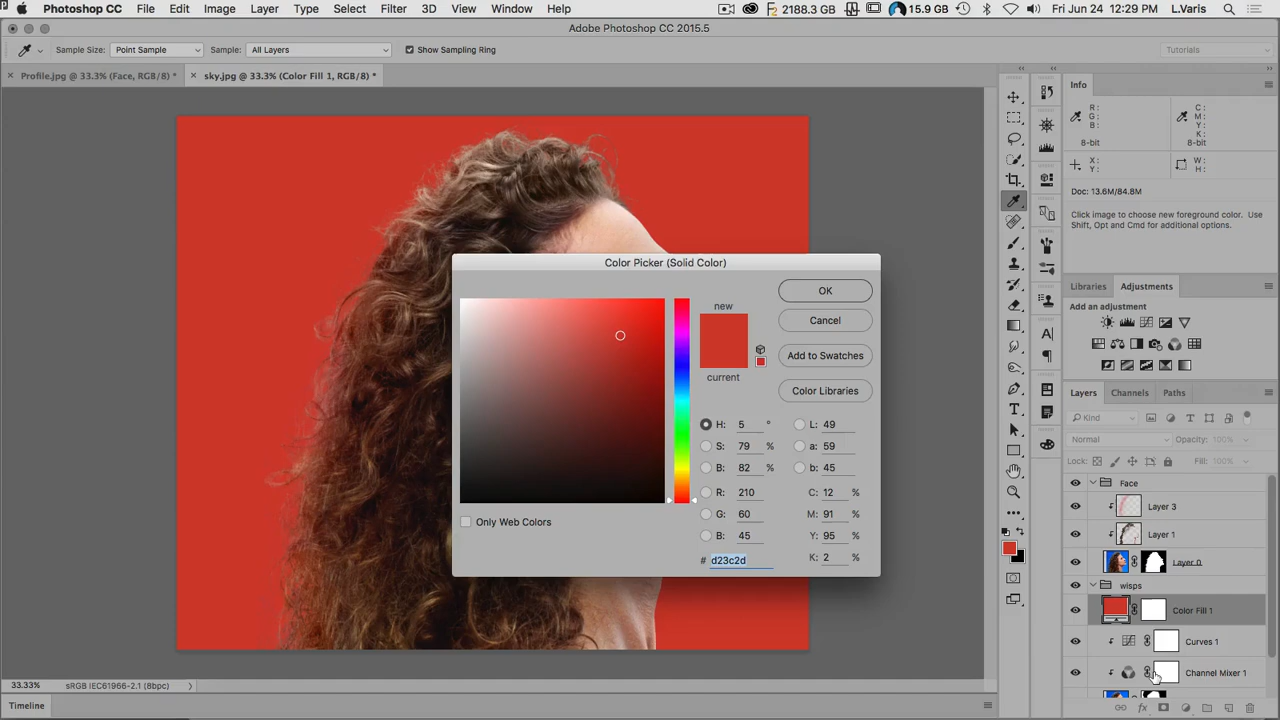 Photoshop CC File Edit Image Layer Type Select Filter 3D View Window Help 2188.3 GB 15.9 GB Fri Jun 24 12:29 PM L.Varis
Adobe Photoshop CC 2015.5
Sample Size: Point Sample Sample: All Layers Show Sampling Ring Tutorials
Profile.jpg @ 33.3% (Face, RGB/8) * sky.jpg @ 33.3% (Color Fill 1, RGB/8) *
Info
R: C:
G: M:
B: Y:
K:
8-bit 8-bit
X: W:
Y: H:
Doc: 13.6M/84.8M
Click image to choose new foreground color. Use
Shift, Opt and Cmd for additional options.
Libraries Adjustments
Add an adjustment
Color Picker (Solid Color)
new
current
OK
Cancel
Add to Swatches
Color Libraries
H: 5 ° L: 49
S: 79 % a: 59
B: 82 % b: 45
R: 210 C: 12 %
G: 60 M: 91 %
B: 45 Y: 95 %
# d23c2d K: 2 %
Only Web Colors
Layers Channels Paths
Kind
Normal Opacity: 100%
Lock: Fill: 100%
Face
Layer 3
Layer 1
Layer 0
wisps
Color Fill 1
Curves 1
Channel Mixer 1
33.33% sRGB IEC61966-2.1 (8bpc)
Timeline